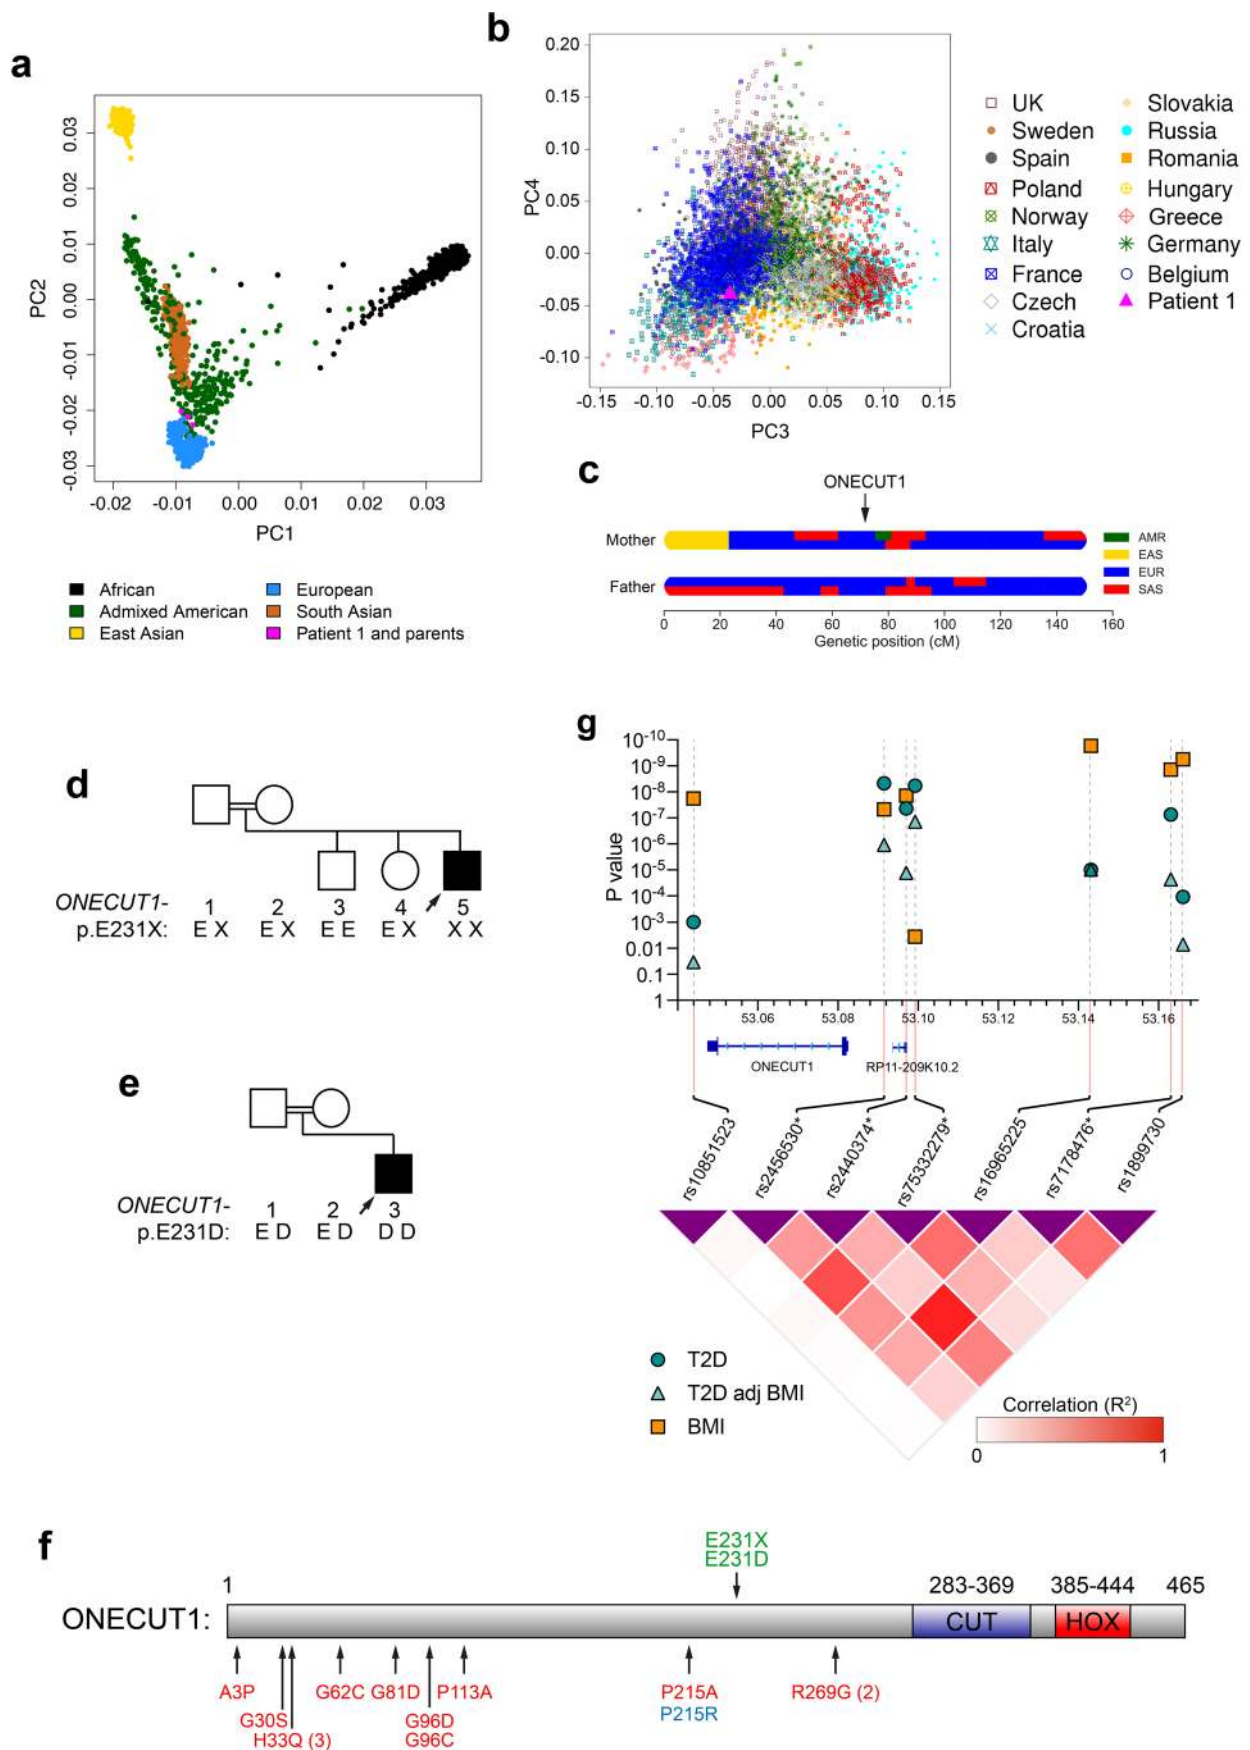 a
PC2
0.03
0.02
0.01
0.00
-0.01
-0.02
-0.03
-0.02 -0.01 0.00 0.01 0.02 0.03
PC1
African
Admixed American
East Asian
European
South Asian
Patient 1 and parents
b
PC4
0.20
0.15
0.10
0.05
0.00
-0.05
-0.10
-0.15 -0.10 -0.05 0.00 0.05 0.10 0.15
PC3
UK
Sweden
Spain
Poland
Norway
Italy
France
Czech
Croatia
Slovakia
Russia
Romania
Hungary
Greece
Germany
Belgium
Patient 1
c
ONECUT1
Mother
Father
AMR
EAS
EUR
SAS
0 20 40 60 80 100 120 140 160
Genetic position (cM)
d
ONECUT1- 1 2 3 4 5
p.E231X: E X E X E E E X X X
e
ONECUT1- 1 2 3
p.E231D: E D E D D D
g
P value
10-10
10-9
10-8
10-7
10-6
10-5
10-4
10-3
0.01
0.1
1
53.06 53.08 53.10 53.12 53.14 53.16
ONECUT1
RP11-209K10.2
rs10851523
rs2456530*
rs2440374*
rs75332279*
rs16965225
rs7178476*
rs1899730
T2D
T2D adj BMI
BMI
Correlation (R2)
0 1
f
E231X
E231D
1 283-369 385-444 465
ONECUT1: CUT HOX
A3P G62C G81D P113A P215A R269G (2)
G30S G96D P215R
H33Q (3) G96C